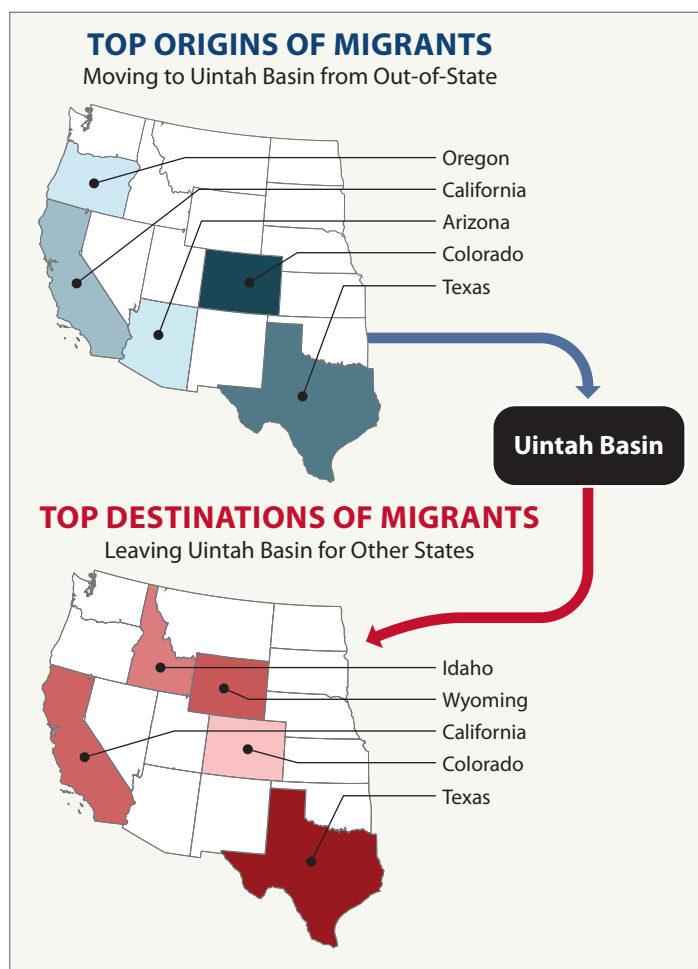 TOP ORIGINS OF MIGRANTS
Moving to Uintah Basin from Out-of-State
Oregon
California
Arizona
Colorado
Texas
Uintah Basin
TOP DESTINATIONS OF MIGRANTS
Leaving Uintah Basin for Other States
Idaho
Wyoming
California
Colorado
Texas